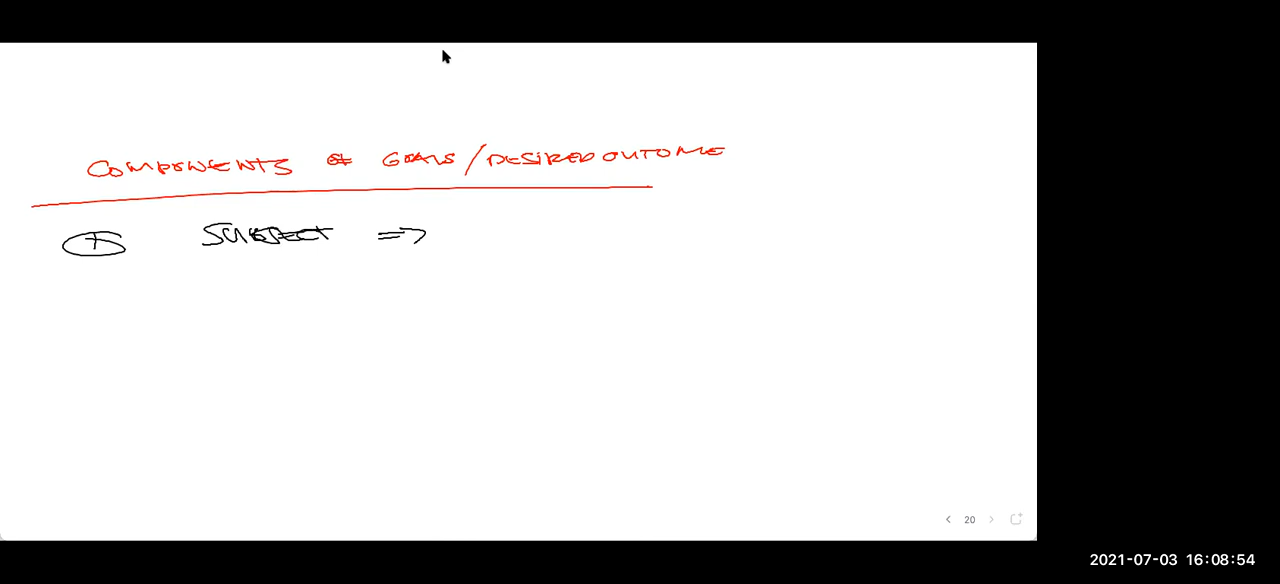 COMPONENTS OF GOALS/DESIRED OUTOME
① SUBJECT =>
< 20 >
2021-07-03 16:08:54